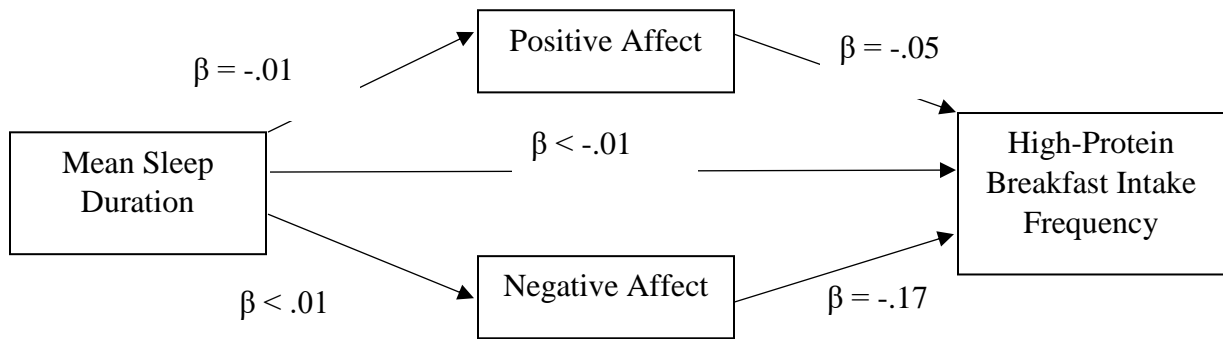 Positive Affect
β = -.01
β = -.05
Mean Sleep
Duration
β < -.01
High-Protein
Breakfast Intake
Frequency
Negative Affect
β < .01
β = -.17